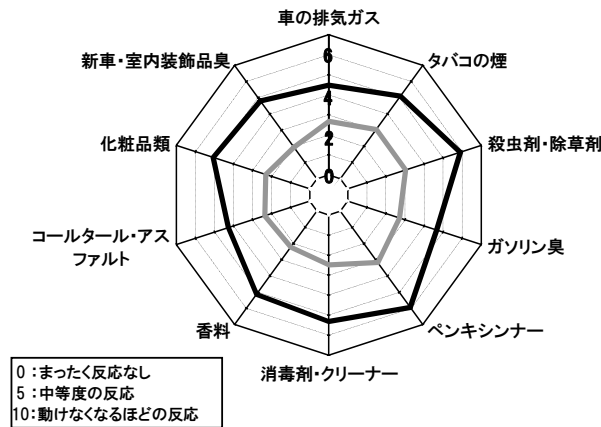 車の排気ガス
新車・室内装飾品臭
タバコの煙
6
4
2
0
化粧品類
殺虫剤・除草剤
コールタール・アス
ファルト
ガソリン臭
香料
ペンキシンナー
消毒剤・クリーナー
0：まったく反応なし
5：中等度の反応
10：動けなくなるほどの反応